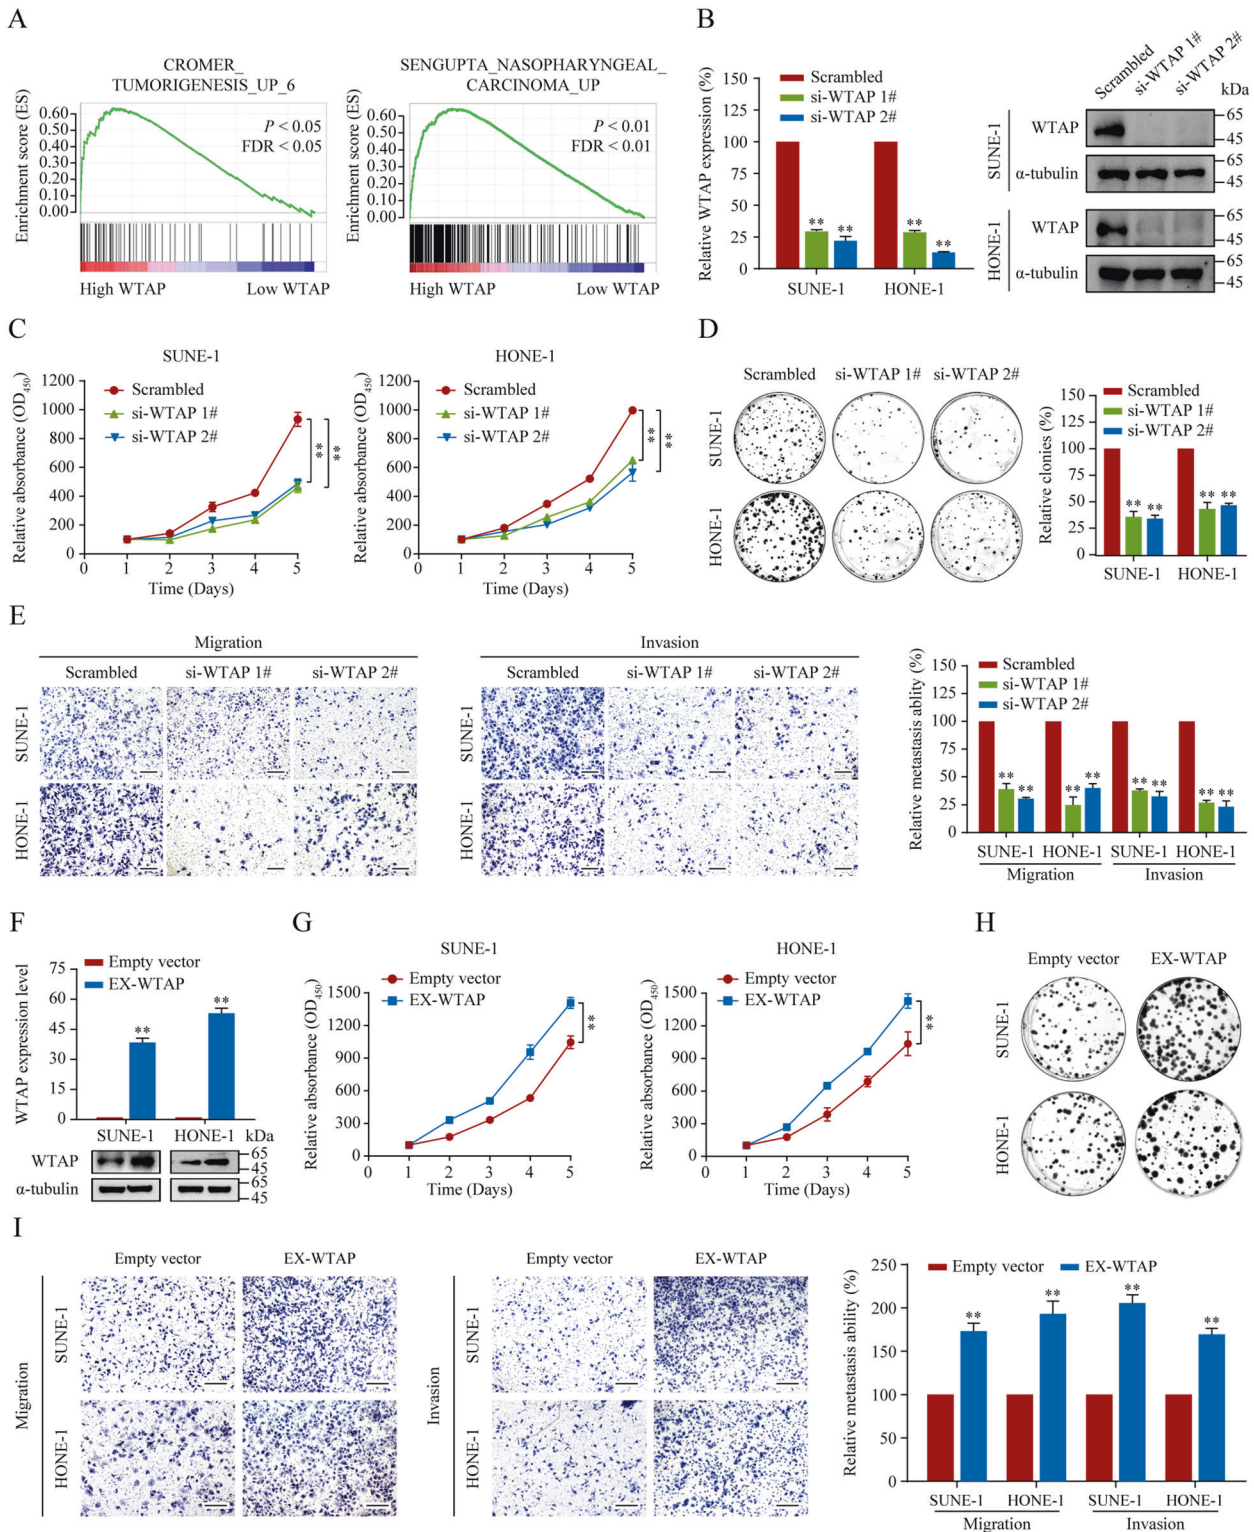 A
CROMER_
TUMORIGENESIS_UP_6
Enrichment score (ES)
0.60
0.50
0.40
0.30
0.20
0.10
0.00
P < 0.05
FDR < 0.05
High WTAP
Low WTAP
SENGUPTA_NASOPHARYNGEAL_
CARCINOMA_UP
Enrichment score (ES)
0.60
0.50
0.40
0.30
0.20
0.10
0.00
P < 0.01
FDR < 0.01
High WTAP
Low WTAP
B
Relative WTAP expression (%)
150
125
100
75
50
25
0
Scrambled
si-WTAP 1#
si-WTAP 2#
** ** ** **
SUNE-1
HONE-1
Scrambled
si-WTAP 1#
si-WTAP 2#
kDa
SUNE-1
WTAP
65
45
α-tubulin
65
45
HONE-1
WTAP
65
45
α-tubulin
65
45
C
SUNE-1
Relative absorbance (OD450)
1200
1000
800
600
400
200
0
Scrambled
si-WTAP 1#
si-WTAP 2#
** **
0 1 2 3 4 5
Time (Days)
HONE-1
Relative absorbance (OD450)
1200
1000
800
600
400
200
0
Scrambled
si-WTAP 1#
si-WTAP 2#
** **
0 1 2 3 4 5
Time (Days)
D
Scrambled
si-WTAP 1#
si-WTAP 2#
SUNE-1
HONE-1
Relative clonies (%)
150
125
100
75
50
25
0
Scrambled
si-WTAP 1#
si-WTAP 2#
** ** ** **
SUNE-1
HONE-1
E
Migration
Scrambled
si-WTAP 1#
si-WTAP 2#
SUNE-1
HONE-1
Invasion
Scrambled
si-WTAP 1#
si-WTAP 2#
SUNE-1
HONE-1
Relative metastasis ablity (%)
150
125
100
75
50
25
0
Scrambled
si-WTAP 1#
si-WTAP 2#
** ** ** ** ** ** ** **
SUNE-1 HONE-1 SUNE-1 HONE-1
Migration
Invasion
F
WTAP expression level
75
60
45
30
15
0
Empty vector
EX-WTAP
** **
SUNE-1 HONE-1 kDa
WTAP
65
45
α-tubulin
65
45
G
SUNE-1
Relative absorbance (OD450)
1500
1200
900
600
300
0
Empty vector
EX-WTAP
**
0 1 2 3 4 5
Time (Days)
HONE-1
Relative absorbance (OD450)
1500
1200
900
600
300
0
Empty vector
EX-WTAP
**
0 1 2 3 4 5
Time (Days)
H
Empty vector
EX-WTAP
SUNE-1
HONE-1
I
Empty vector
EX-WTAP
Migration
SUNE-1
HONE-1
Empty vector
EX-WTAP
Invasion
SUNE-1
HONE-1
Relative metastasis ability (%)
250
200
150
100
50
0
Empty vector
EX-WTAP
** ** ** **
SUNE-1 HONE-1 SUNE-1 HONE-1
Migration
Invasion